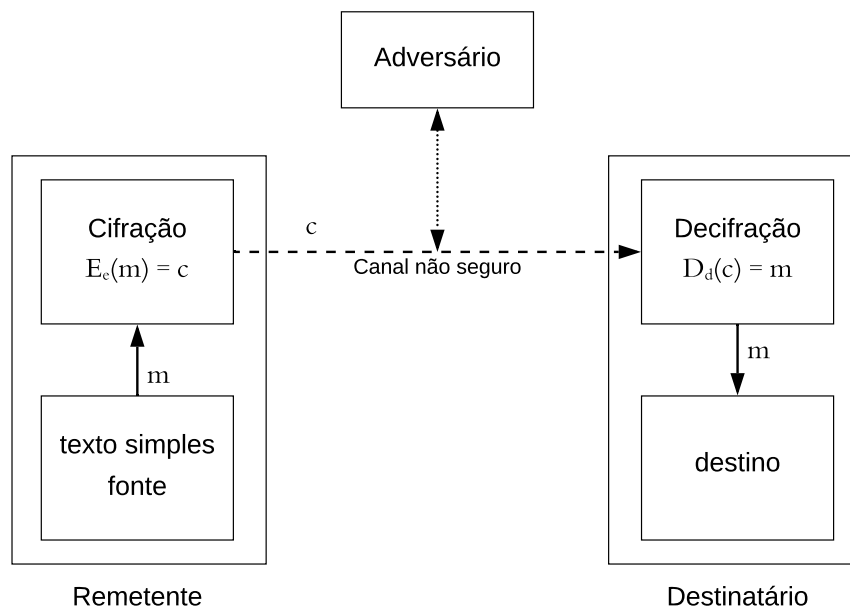 Adversário
Cifração
Eₑ(m) = c
c
Canal não seguro
Decifração
D_d(c) = m
m
m
texto simples
fonte
destino
Remetente
Destinatário